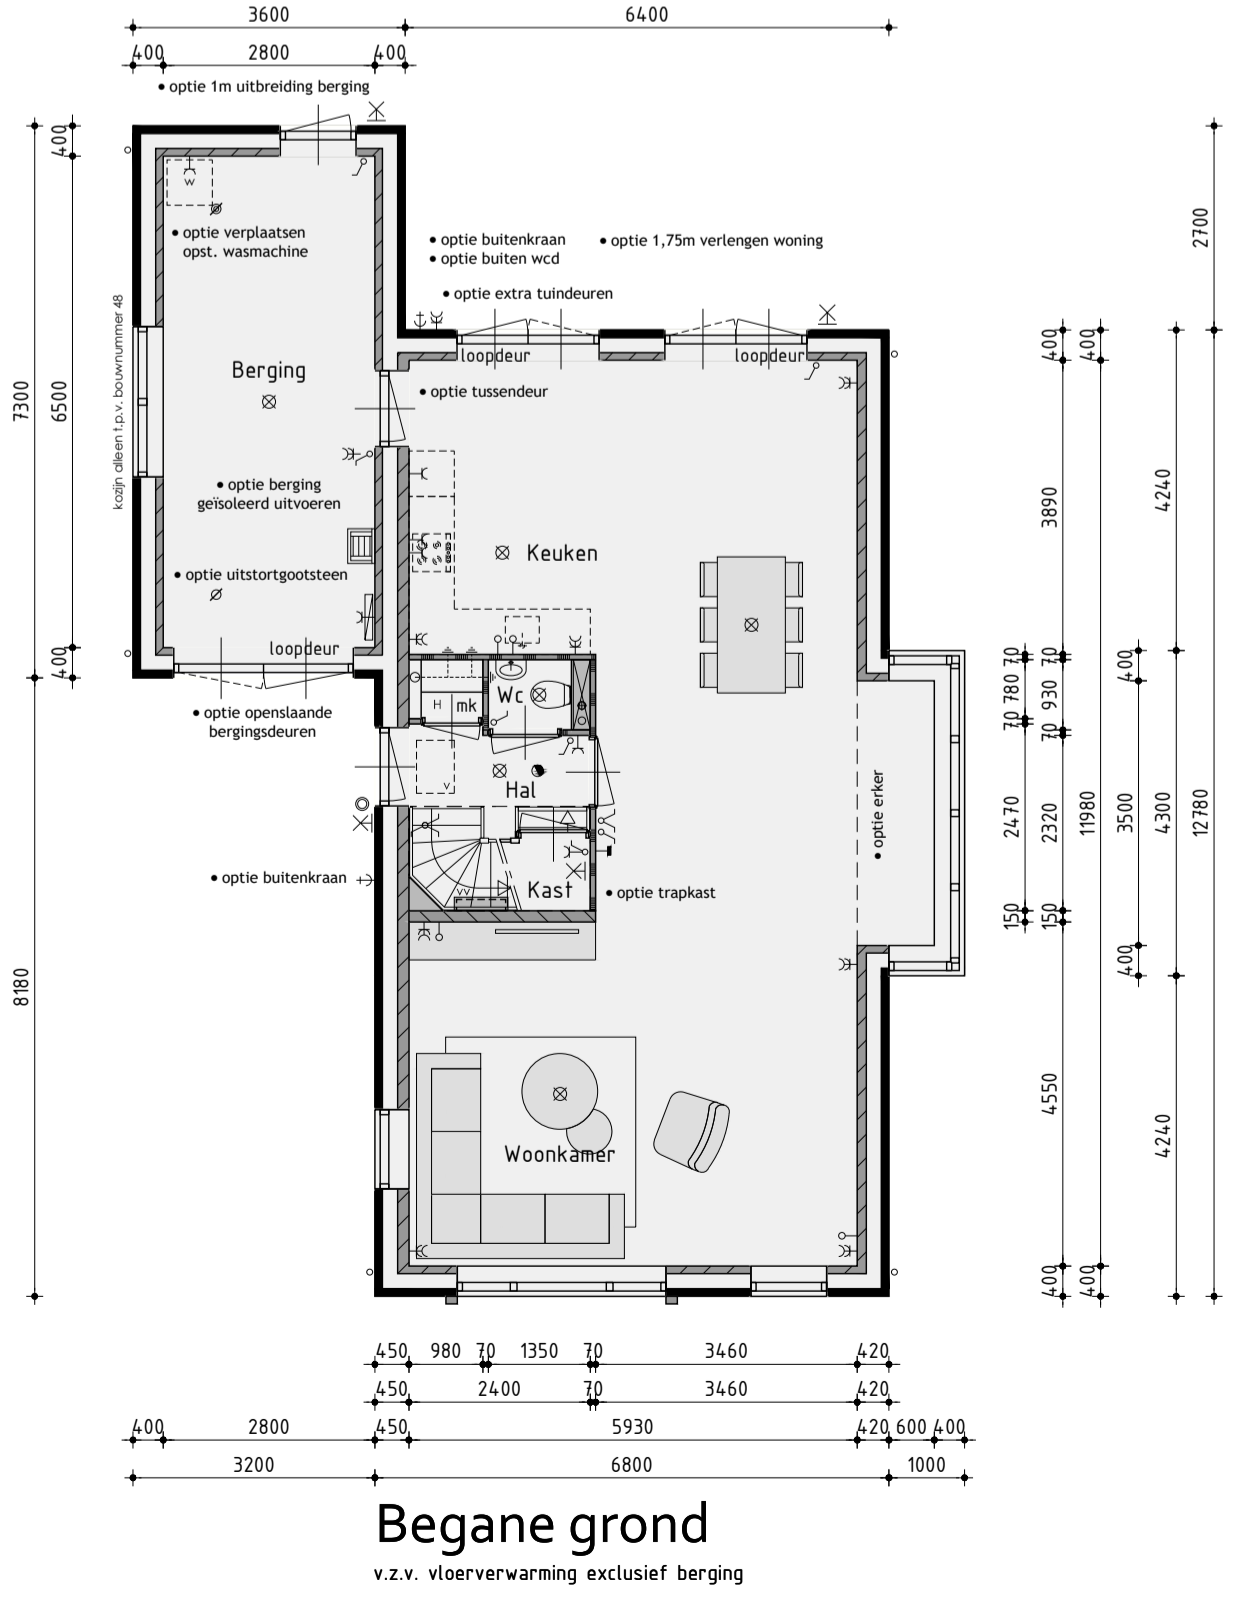 3600
6400
400
2800
400
• optie 1m uitbreiding berging
400
2700
w
• optie verplaatsen
opst. wasmachine
• optie buitenkraan
• optie 1,75m verlengen woning
• optie buiten wcd
• optie extra tuindeuren
kozijn alleen t.p.v. bouwnummer 48
loopdeur
loopdeur
400
400
Berging
• optie tussendeur
7300
6500
• optie berging
geïsoleerd uitvoeren
3890
4240
Keuken
• optie uitstortgootsteen
loopdeur
400
70
70
400
780
930
Wc
H
mk
• optie openslaande
bergingsdeuren
70
70
v
Hal
• optie erker
2470
2320
11980
3500
4300
12780
• optie buitenkraan
vv
Kast
• optie trapkast
150
150
400
8180
4550
4240
Woonkamer
400
400
450
980
70
1350
70
3460
420
450
2400
70
3460
420
400
2800
450
5930
420
600
400
3200
6800
1000
Begane grond
v.z.v. vloerverwarming exclusief berging